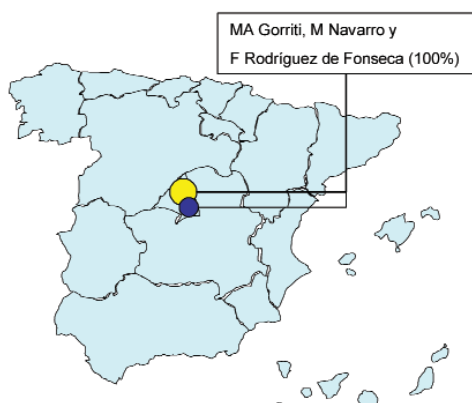 MA Gorriti, M Navarro y
F Rodríguez de Fonseca (100%)